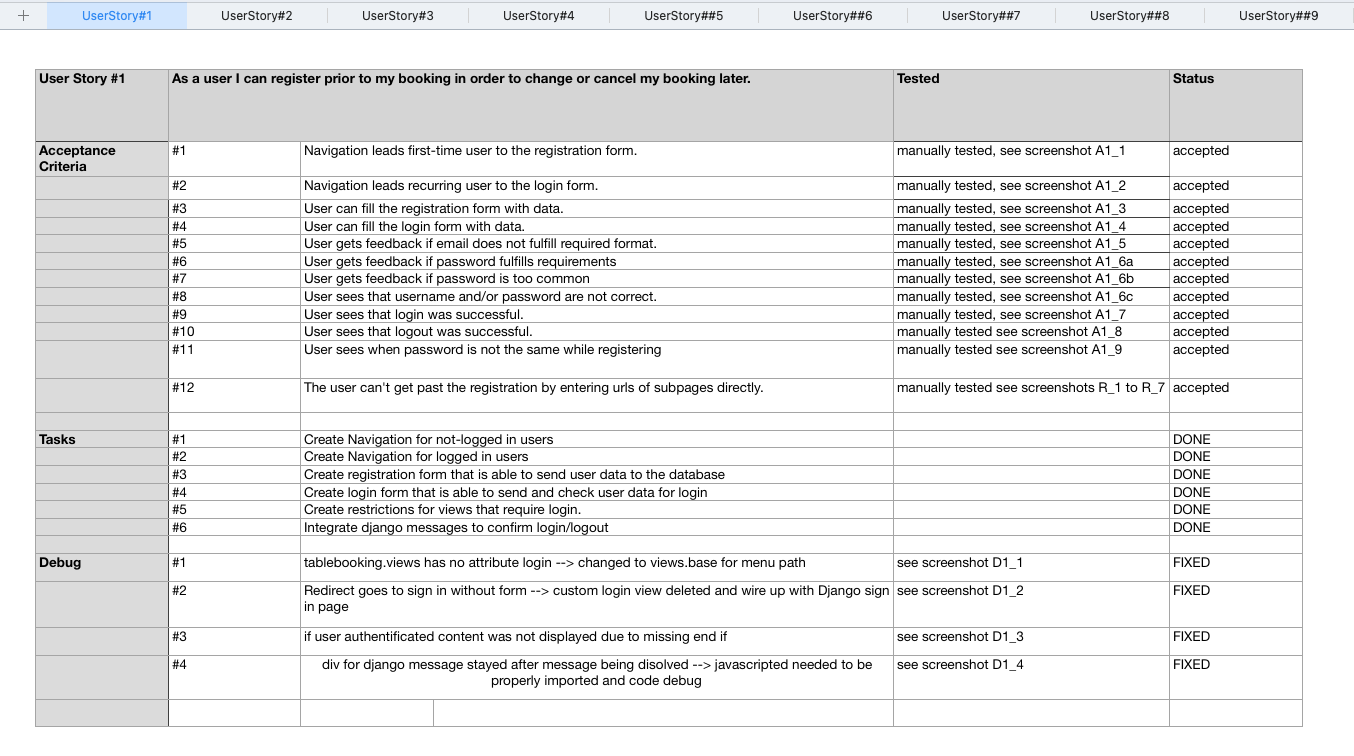 UserStory#1 UserStory#2 UserStory#3 UserStory#4 UserStory##5 UserStory##6 UserStory##7 UserStory##8 UserStory##9
User Story #1 As a user I can register prior to my booking in order to change or cancel my booking later. Tested Status
Acceptance Criteria #1 Navigation leads first-time user to the registration form. manually tested, see screenshot A1_1 accepted
#2 Navigation leads recurring user to the login form. manually tested, see screenshot A1_2 accepted
#3 User can fill the registration form with data. manually tested, see screenshot A1_3 accepted
#4 User can fill the login form with data. manually tested, see screenshot A1_4 accepted
#5 User gets feedback if email does not fulfill required format. manually tested, see screenshot A1_5 accepted
#6 User gets feedback if password fulfills requirements manually tested, see screenshot A1_6a accepted
#7 User gets feedback if password is too common manually tested, see screenshot A1_6b accepted
#8 User sees that username and/or password are not correct. manually tested, see screenshot A1_6c accepted
#9 User sees that login was successful. manually tested, see screenshot A1_7 accepted
#10 User sees that logout was successful. manually tested see screenshot A1_8 accepted
#11 User sees when password is not the same while registering manually tested see screenshot A1_9 accepted
#12 The user can't get past the registration by entering urls of subpages directly. manually tested see screenshots R_1 to R_7 accepted
Tasks #1 Create Navigation for not-logged in users DONE
#2 Create Navigation for logged in users DONE
#3 Create registration form that is able to send user data to the database DONE
#4 Create login form that is able to send and check user data for login DONE
#5 Create restrictions for views that require login. DONE
#6 Integrate django messages to confirm login/logout DONE
Debug #1 tablebooking.views has no attribute login --> changed to views.base for menu path see screenshot D1_1 FIXED
#2 Redirect goes to sign in without form --> custom login view deleted and wire up with Django sign see screenshot D1_2 FIXED
in page
#3 if user authentificated content was not displayed due to missing end if see screenshot D1_3 FIXED
#4 div for django message stayed after message being disolved --> javascripted needed to be see screenshot D1_4 FIXED
properly imported and code debug